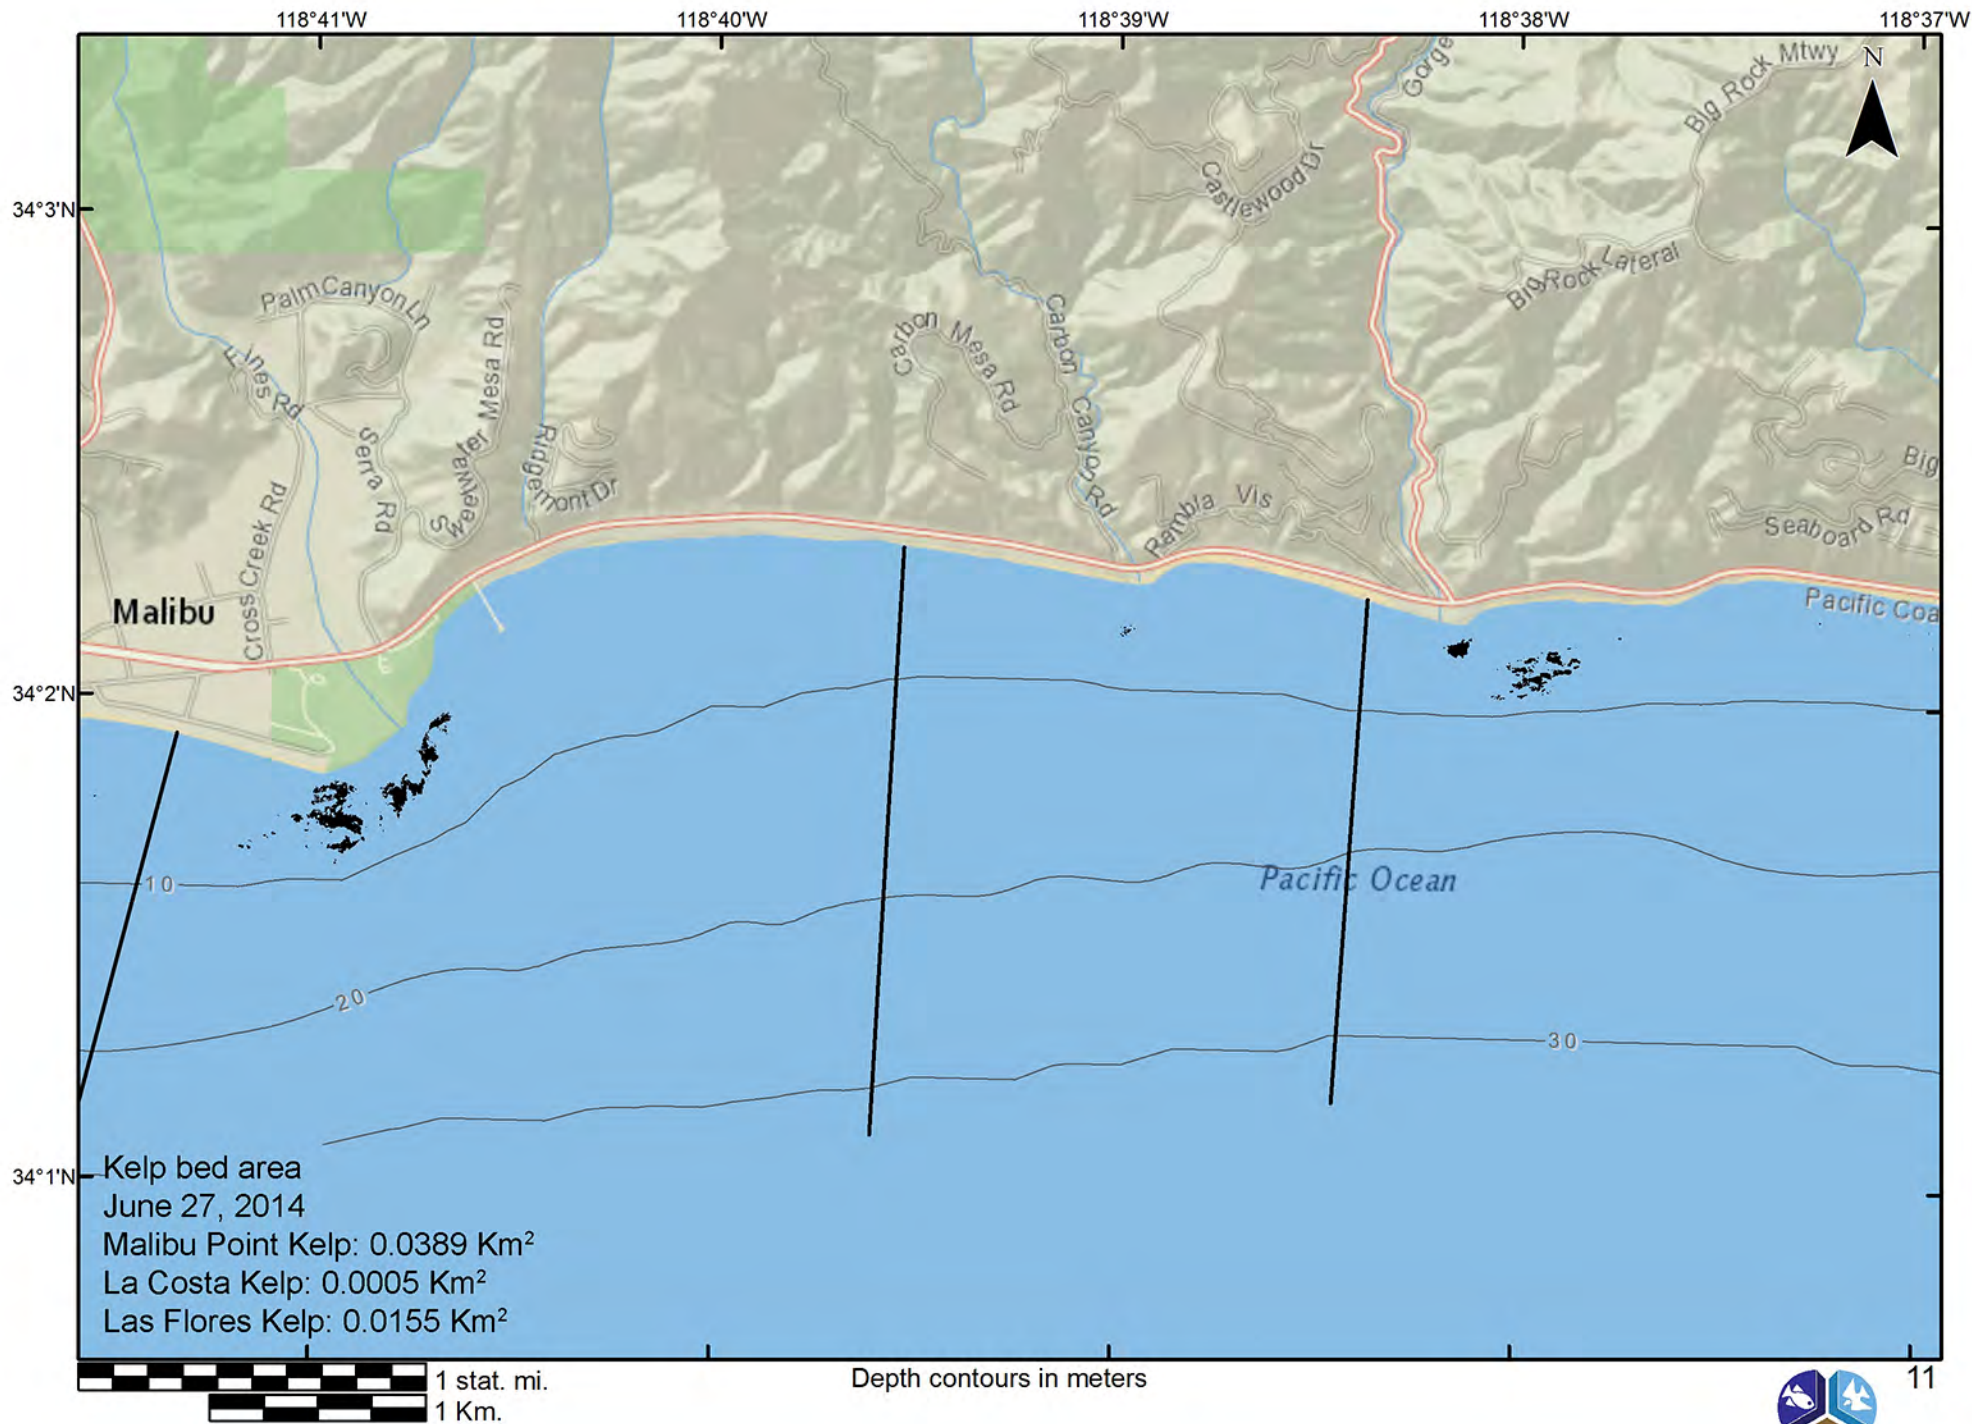 118°41'W 118°40'W 118°39'W 118°38'W 118°37'W
N
Gorge
Big Rock Mtwy
Castlewood Dr
34°3'N
Big Rock Lateral
Palm Canyon Ln
Carbon Mesa Rd
Carbon Canyon Rd
Sweetwater Mesa Rd
Serra Rd
Ridgemont Dr
Cross Creek Rd
Rambla Vis
Big
Seaboard Rd
Malibu
Pacific Coa
34°2'N
10
Pacific Ocean
20
30
34°1'N
Kelp bed area
June 27, 2014
Malibu Point Kelp: 0.0389 Km²
La Costa Kelp: 0.0005 Km²
Las Flores Kelp: 0.0155 Km²
1 stat. mi.
1 Km.
Depth contours in meters
11